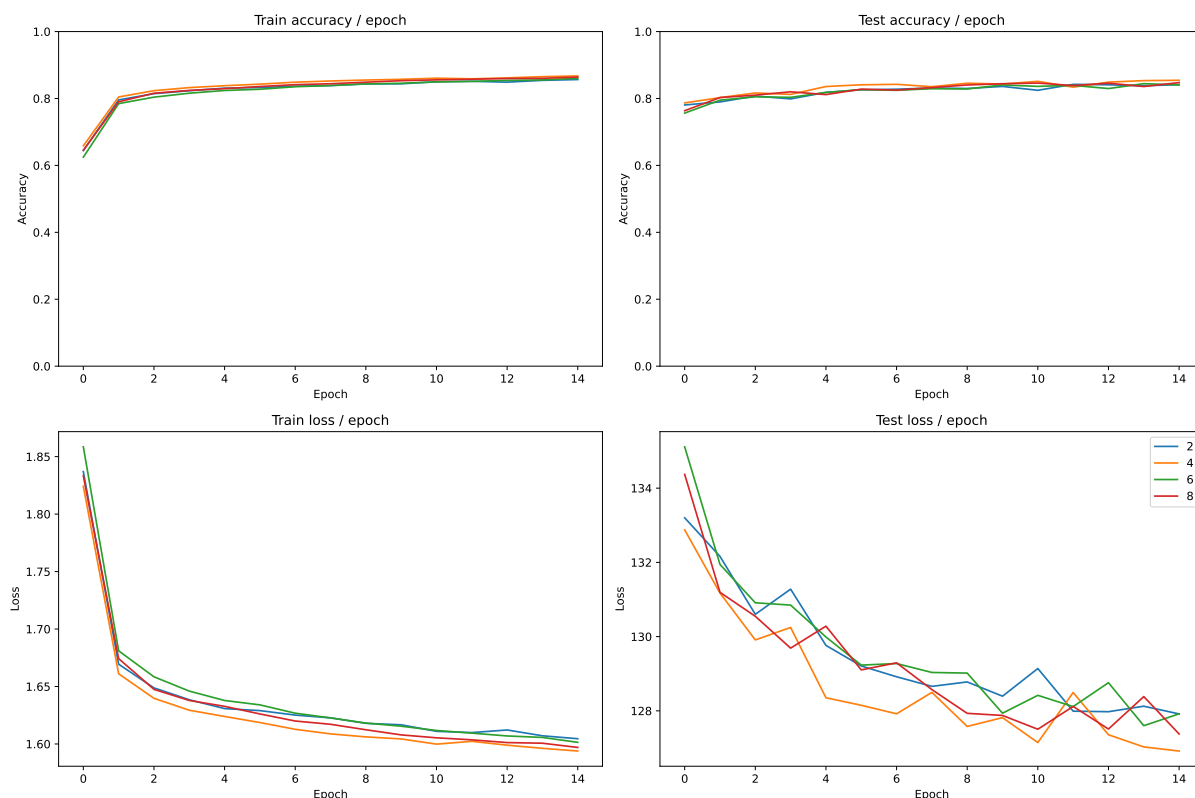 Train accuracy / epoch
1.0
0.8
0.6
0.4
0.2
0.0
Accuracy
0 2 4 6 8 10 12 14
Epoch
Test accuracy / epoch
1.0
0.8
0.6
0.4
0.2
0.0
Accuracy
0 2 4 6 8 10 12 14
Epoch
Train loss / epoch
1.85
1.80
1.75
1.70
1.65
1.60
Loss
0 2 4 6 8 10 12 14
Epoch
Test loss / epoch
134
132
130
128
Loss
0 2 4 6 8 10 12 14
Epoch
2
4
6
8